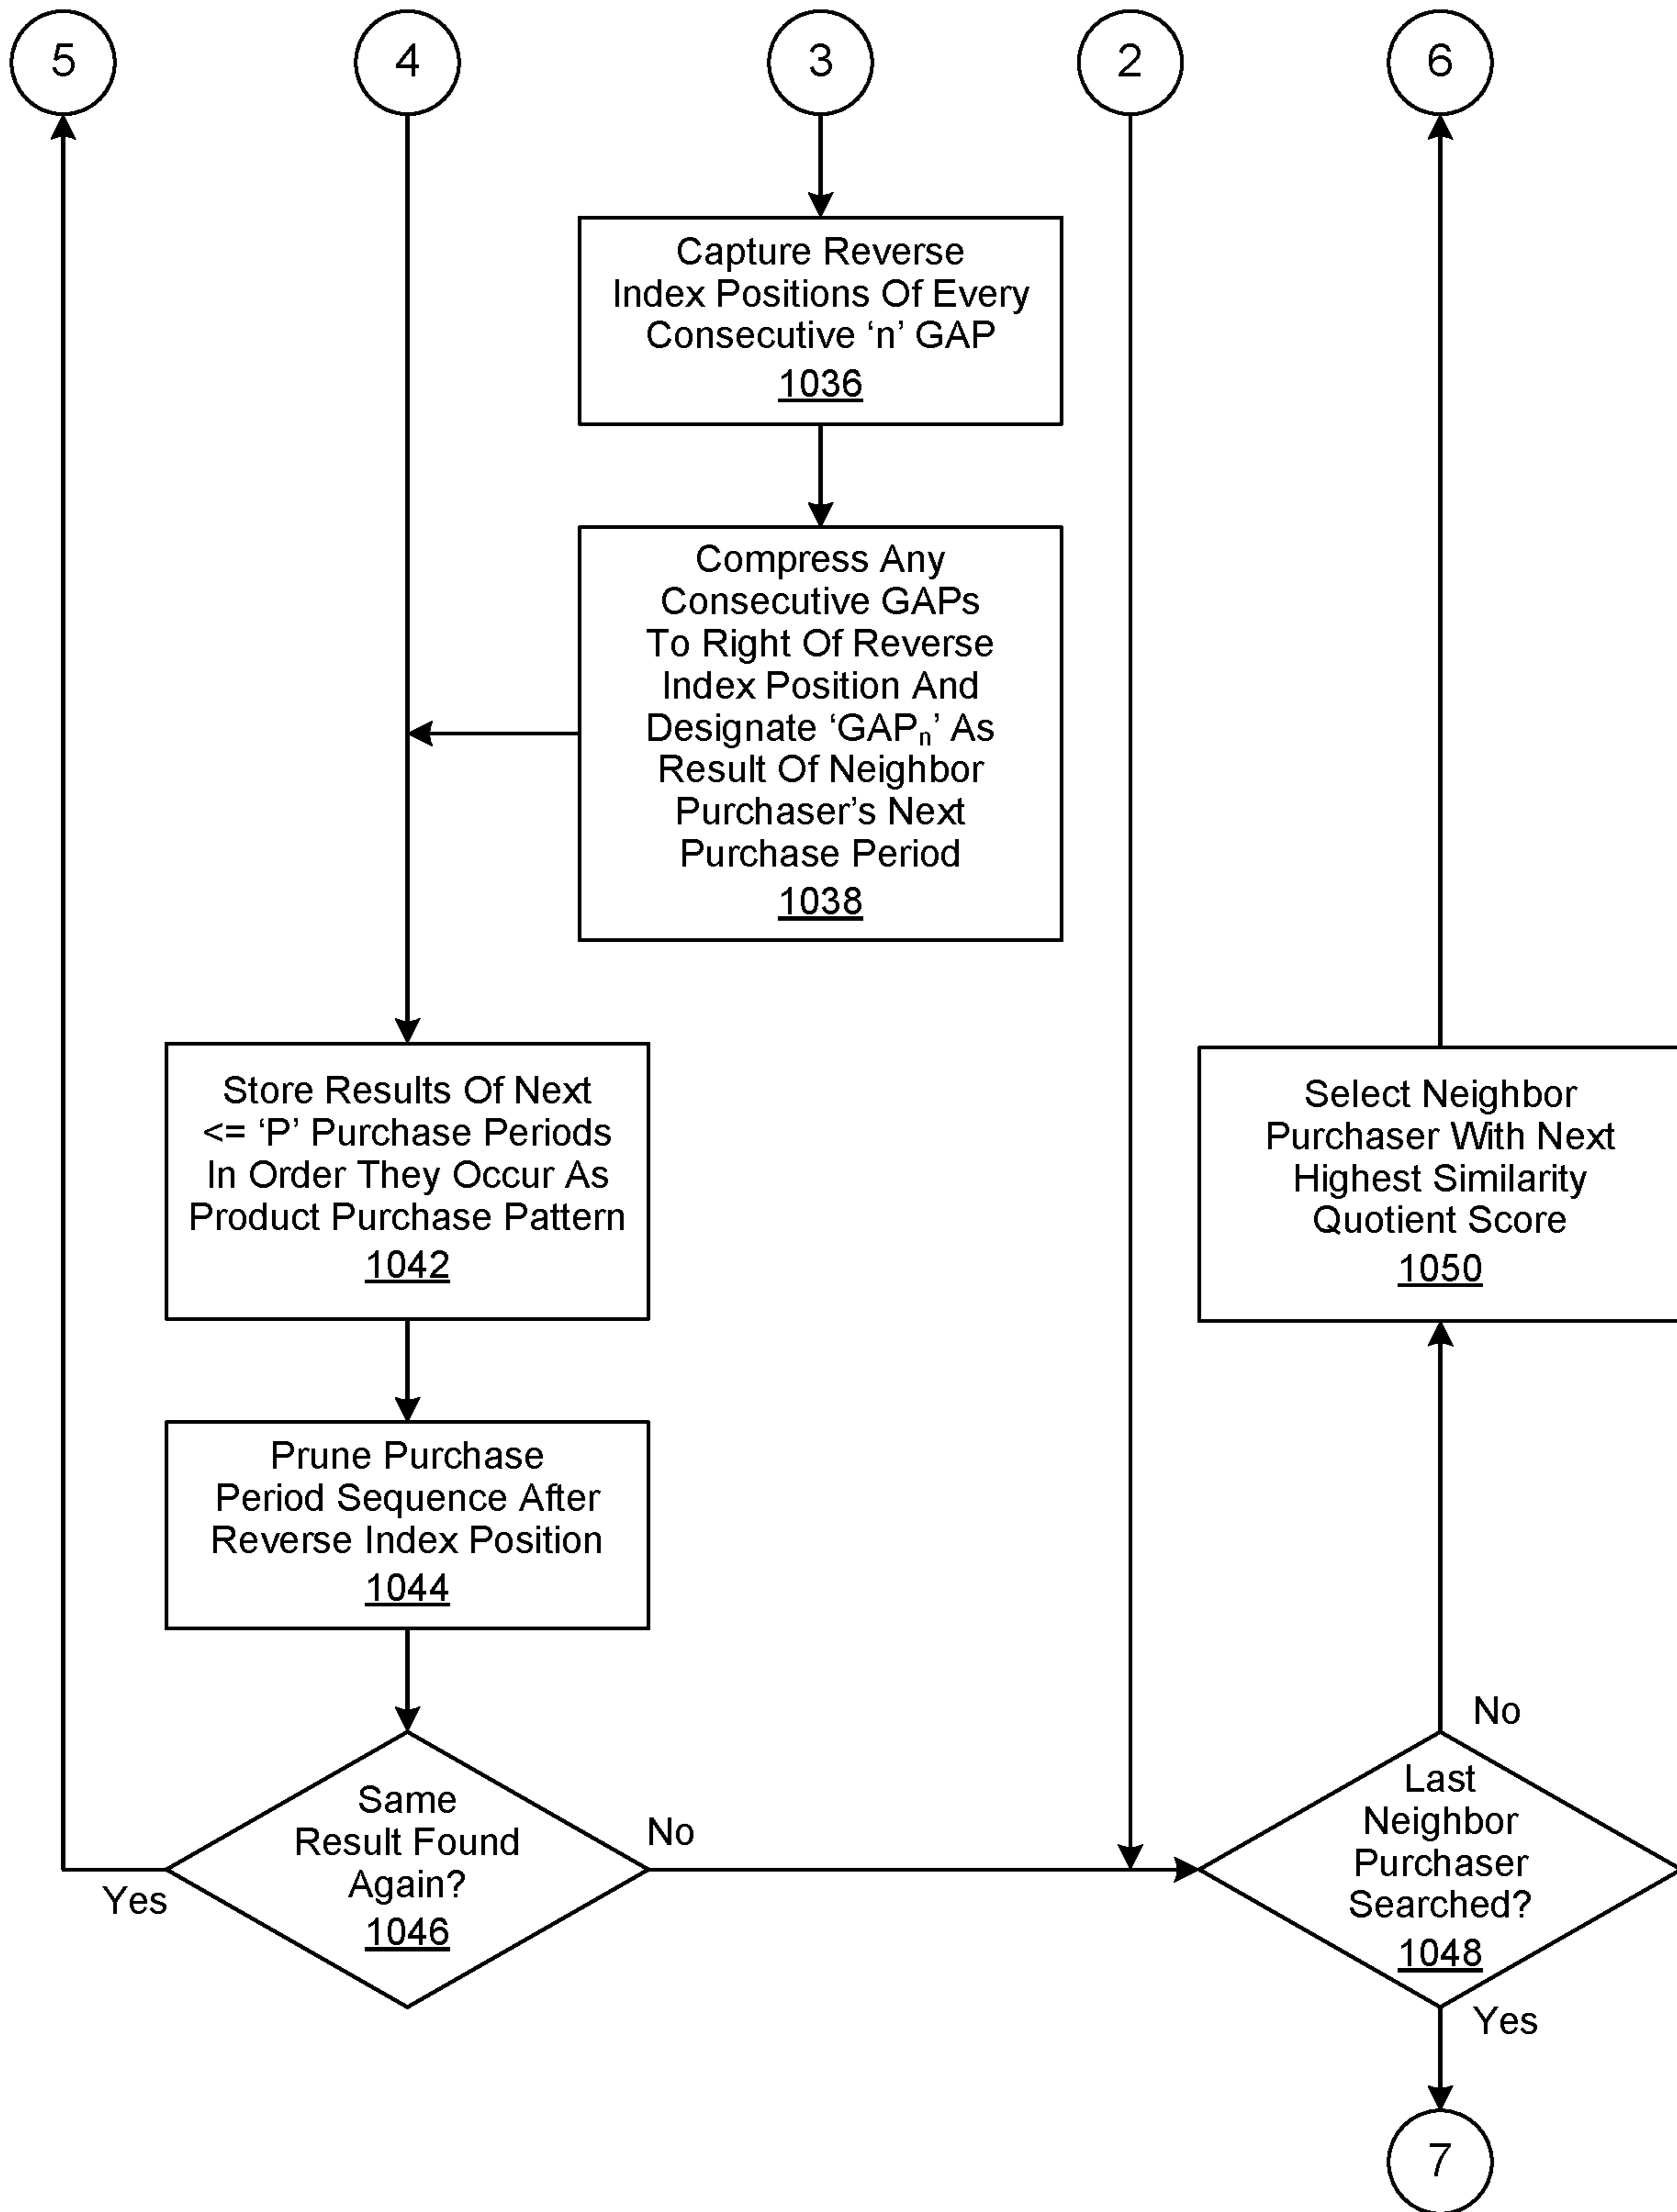 5
4
3
2
6
Capture Reverse
Index Positions Of Every
Consecutive ‘n’ GAP
1036
Compress Any
Consecutive GAPs
To Right Of Reverse
Index Position And
Designate ‘GAPn’ As
Result Of Neighbor
Purchaser’s Next
Purchase Period
1038
Store Results Of Next
<= ‘P’ Purchase Periods
In Order They Occur As
Product Purchase Pattern
1042
Select Neighbor
Purchaser With Next
Highest Similarity
Quotient Score
1050
Prune Purchase
Period Sequence After
Reverse Index Position
1044
Same
Result Found
Again?
1046
Yes
No
Last
Neighbor
Purchaser
Searched?
1048
No
Yes
7